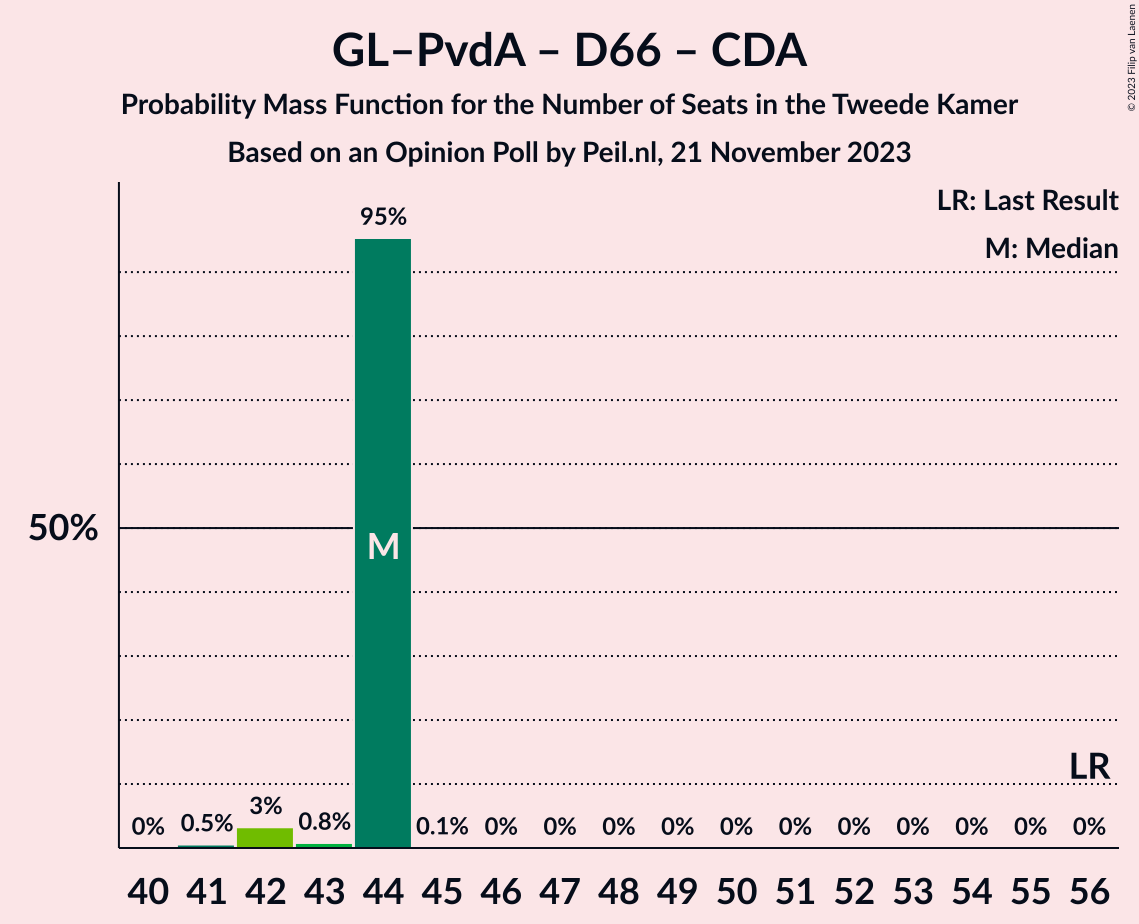 GL–PvdA – D66 – CDA
Probability Mass Function for the Number of Seats in the Tweede Kamer
Based on an Opinion Poll by Peil.nl, 21 November 2023
© 2023 Filip van Laenen
LR: Last Result
M: Median
95%
50%
M
LR
0% 0.5% 3% 0.8% 0.1% 0% 0% 0% 0% 0% 0% 0% 0% 0% 0% 0%
40 41 42 43 44 45 46 47 48 49 50 51 52 53 54 55 56